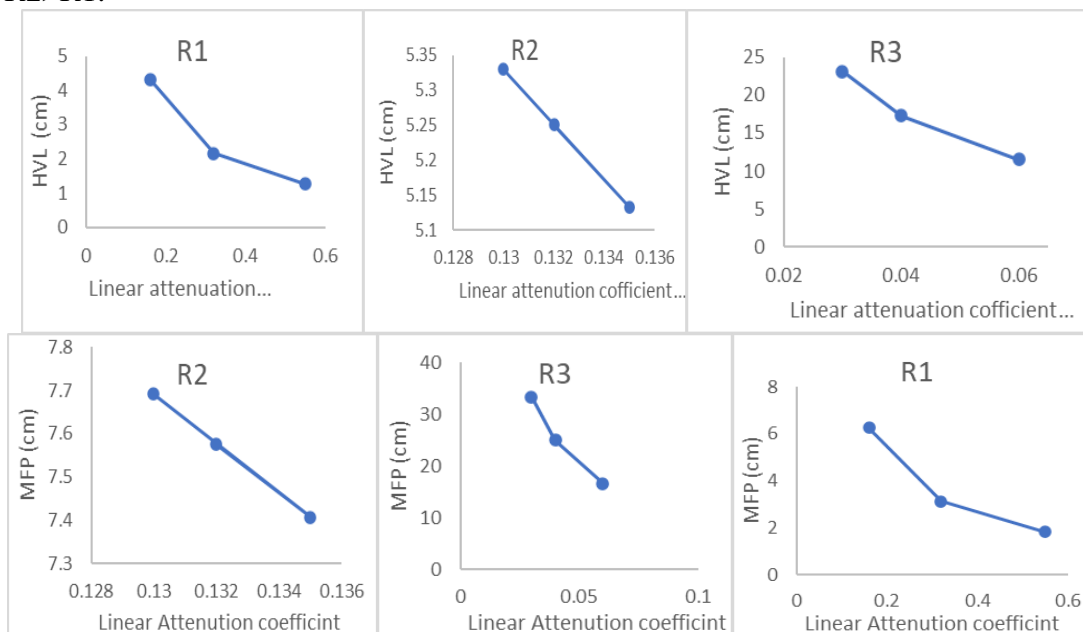 R1
5
4
3
2
1
0
HVL (cm)
0 0.2 0.4 0.6
Linear attenuation...
R2
5.35
5.3
5.25
5.2
5.15
5.1
HVL (cm)
0.128 0.13 0.132 0.134 0.136
Linear attenution cofficient...
R3
25
20
15
10
5
0
HVL (cm)
0.02 0.04 0.06
Linear attenution cofficient...
R2
7.8
7.7
7.6
7.5
7.4
7.3
MFP (cm)
0.128 0.13 0.132 0.134 0.136
Linear Attenution coefficint
R3
40
30
20
10
0
MFP (cm)
0 0.05 0.1
Linear Attenution coefficint
R1
8
6
4
2
0
MFP (cm)
0 0.2 0.4 0.6
Linear Attenution coefficint